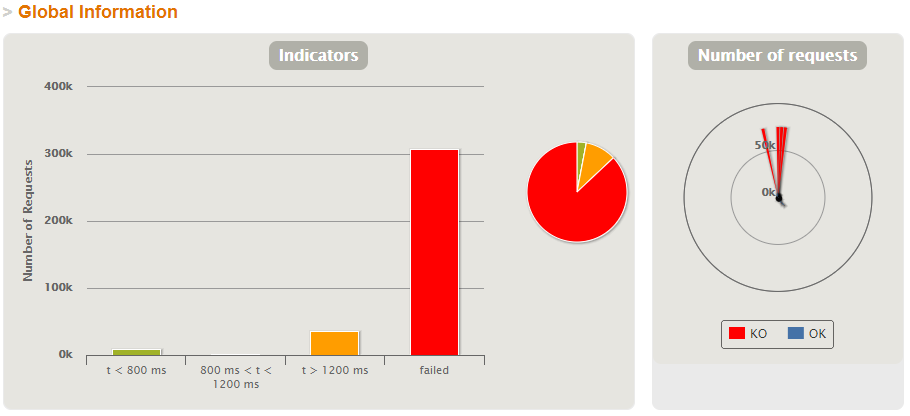 > Global Information
Indicators
Number of requests
400k
300k
200k
100k
0k
Number of Requests
t < 800 ms
800 ms < t <
1200 ms
t > 1200 ms
failed
50k
0k
KO
OK